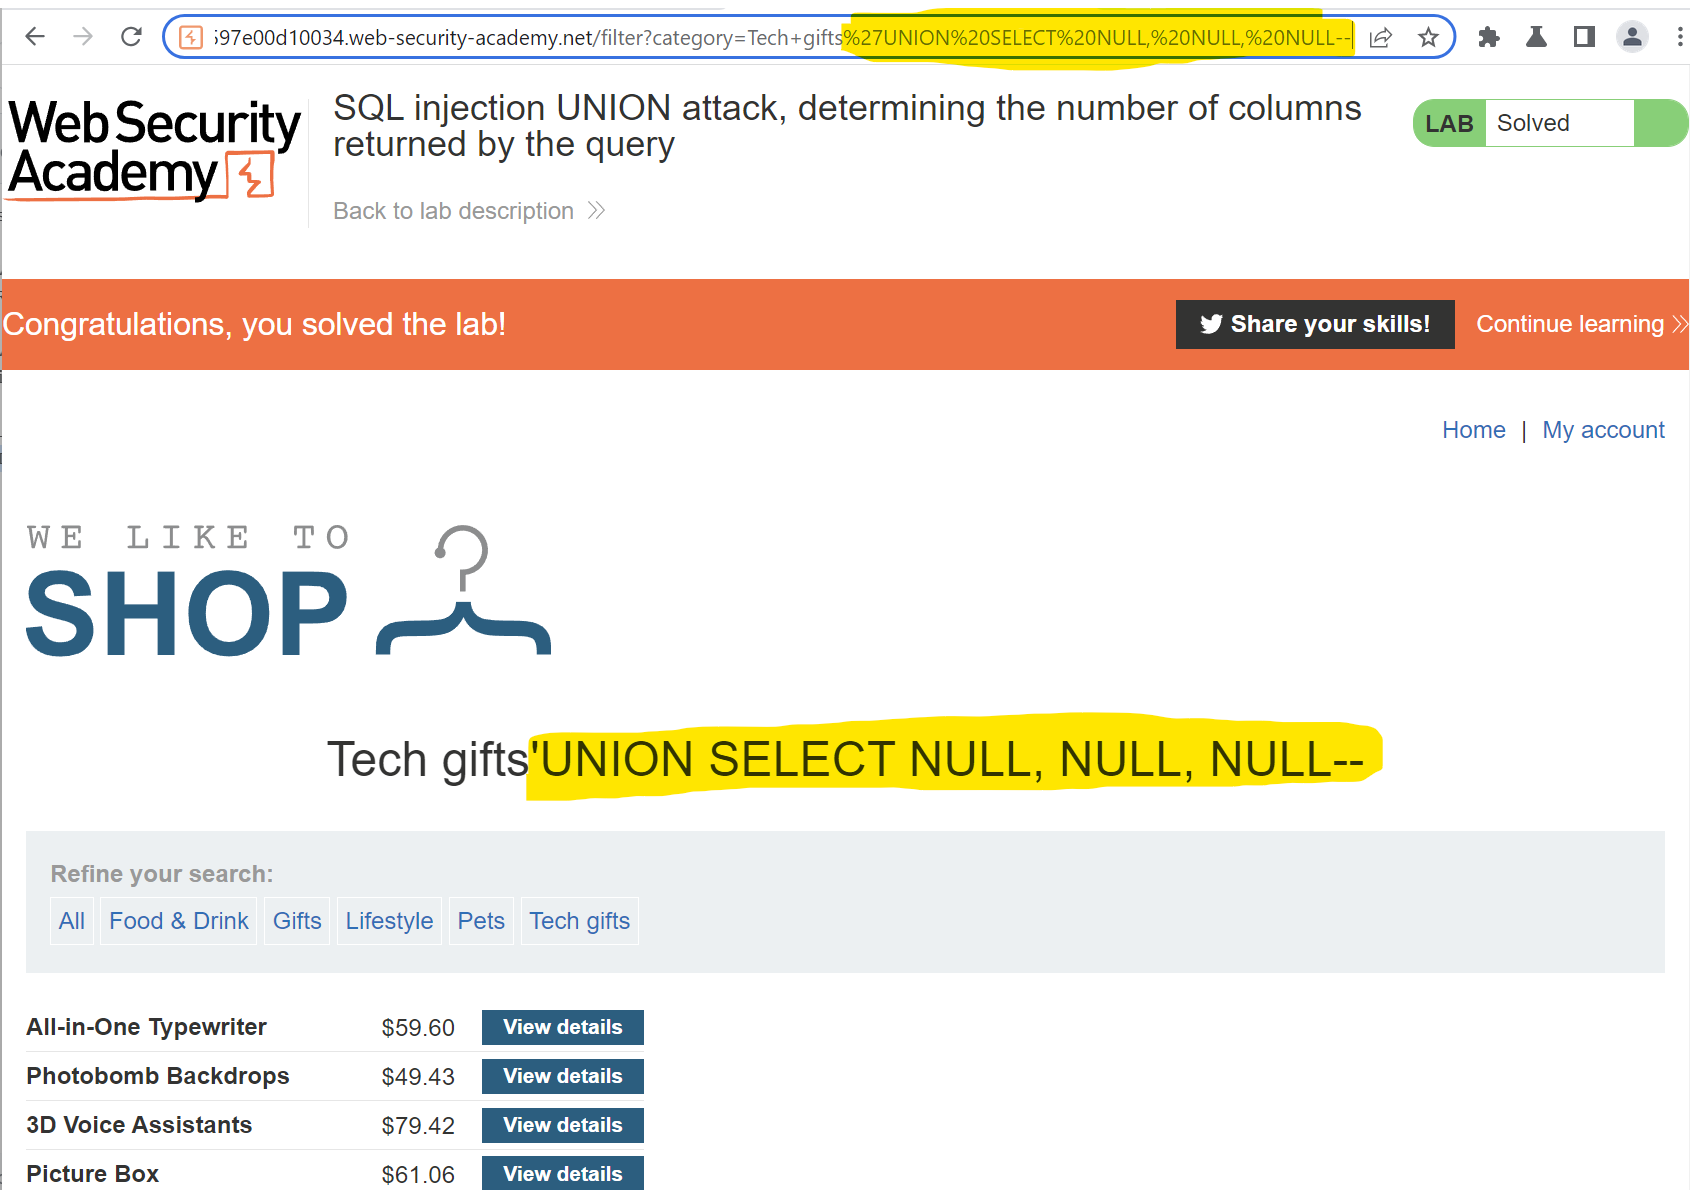 597e00d10034.web-security-academy.net/filter?category=Tech+gifts%27UNION%20SELECT%20NULL,%20NULL,%20NULL--
Web Security
Academy
SQL injection UNION attack, determining the number of columns
returned by the query
LAB Solved
Back to lab description
Congratulations, you solved the lab!
Share your skills!
Continue learning
Home | My account
WE LIKE TO
SHOP
Tech gifts'UNION SELECT NULL, NULL, NULL--
Refine your search:
All Food & Drink Gifts Lifestyle Pets Tech gifts
All-in-One Typewriter $59.60 View details
Photobomb Backdrops $49.43 View details
3D Voice Assistants $79.42 View details
Picture Box $61.06 View details